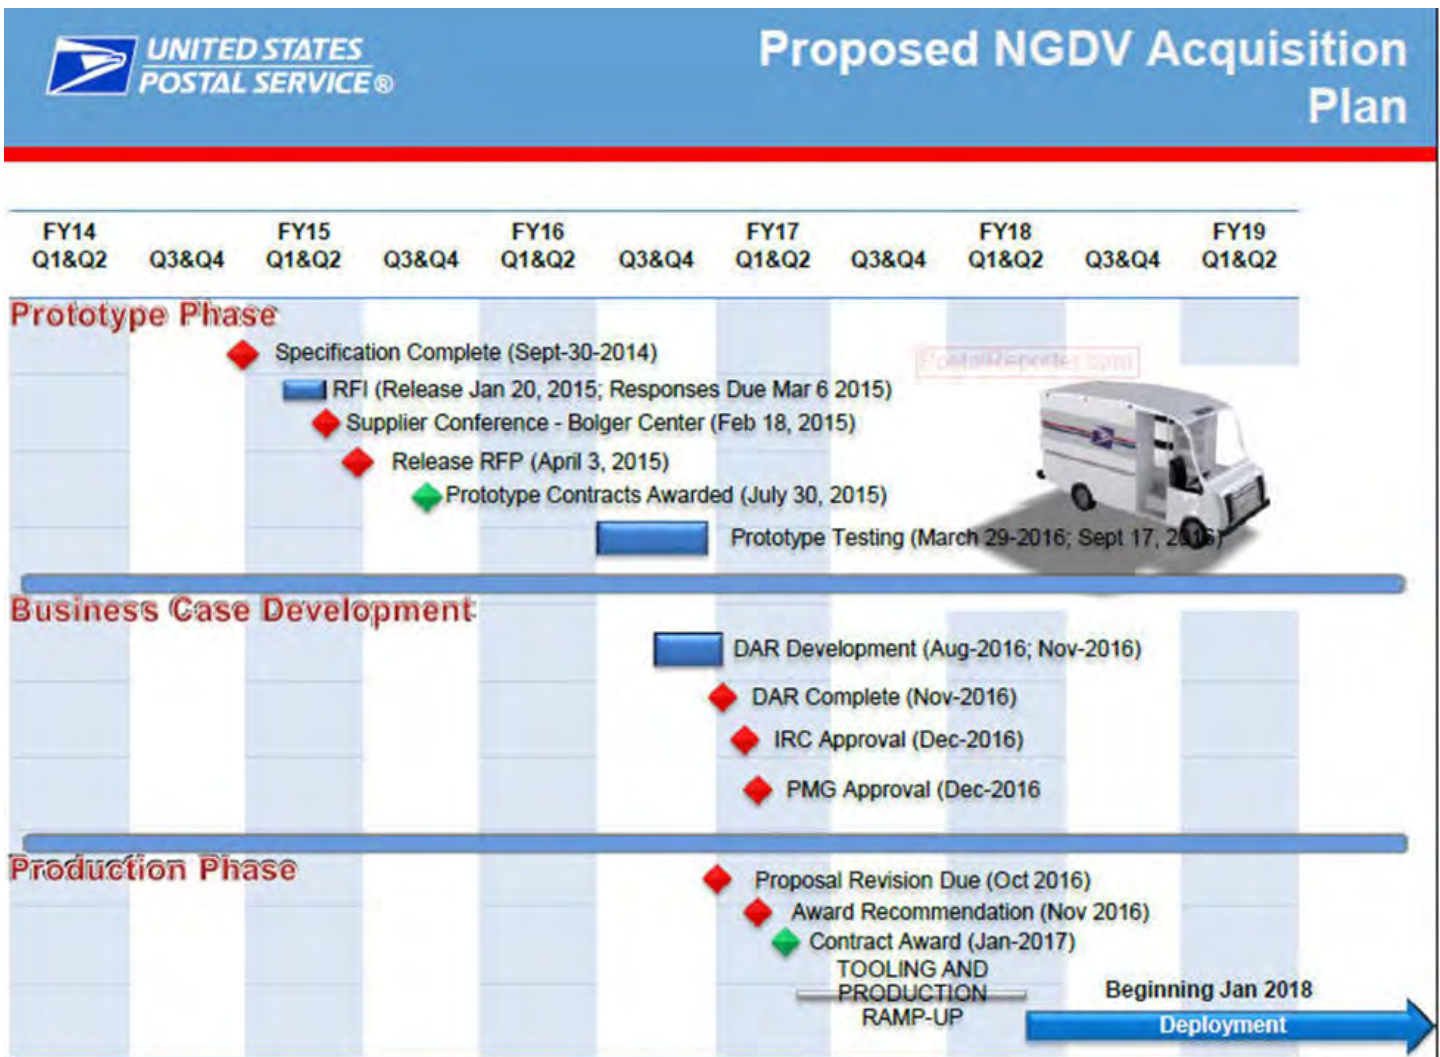 UNITED STATES
POSTAL SERVICE®
Proposed NGDV Acquisition
Plan
FY14 FY15 FY16 FY17 FY18 FY19
Q1&Q2 Q3&Q4 Q1&Q2 Q3&Q4 Q1&Q2 Q3&Q4 Q1&Q2 Q3&Q4 Q1&Q2 Q3&Q4 Q1&Q2
Prototype Phase
Specification Complete (Sept-30-2014)
PostalReporter.com
RFI (Release Jan 20, 2015; Responses Due Mar 6 2015)
Supplier Conference - Bolger Center (Feb 18, 2015)
Release RFP (April 3, 2015)
Prototype Contracts Awarded (July 30, 2015)
Prototype Testing (March 29-2016; Sept 17, 2016)
Business Case Development
DAR Development (Aug-2016; Nov-2016)
DAR Complete (Nov-2016)
IRC Approval (Dec-2016)
PMG Approval (Dec-2016
Production Phase
Proposal Revision Due (Oct 2016)
Award Recommendation (Nov 2016)
Contract Award (Jan-2017)
TOOLING AND
PRODUCTION
RAMP-UP
Beginning Jan 2018
Deployment